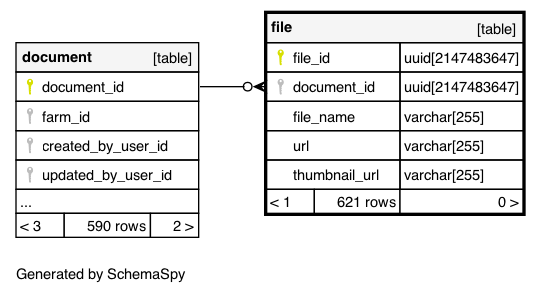 document [table]
document_id
farm_id
created_by_user_id
updated_by_user_id
...
< 3 590 rows 2 >
file [table]
file_id uuid[2147483647]
document_id uuid[2147483647]
file_name varchar[255]
url varchar[255]
thumbnail_url varchar[255]
< 1 621 rows 0 >
Generated by SchemaSpy